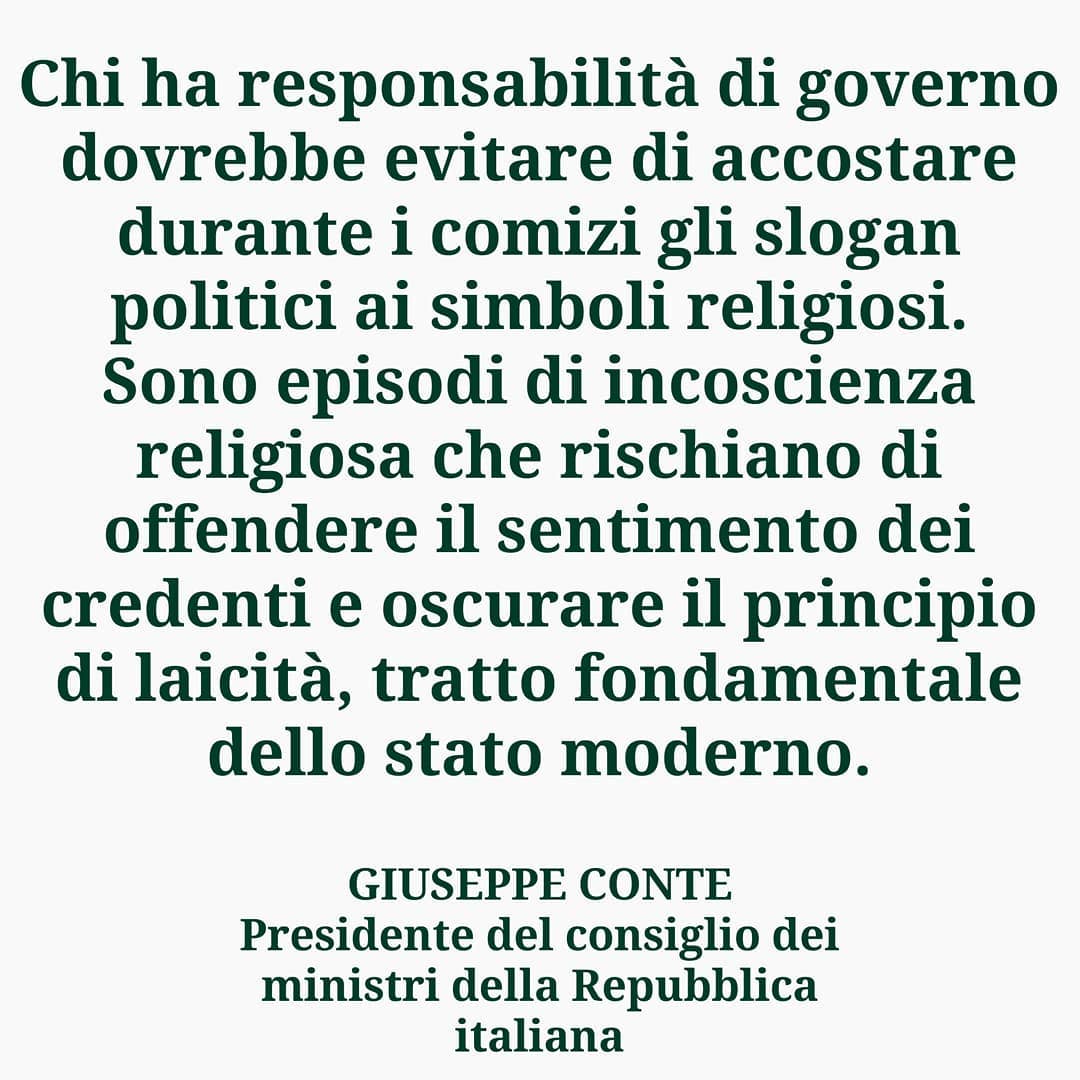 Chi ha responsabilità di governo
dovrebbe evitare di accostare
durante i comizi gli slogan
politici ai simboli religiosi.
Sono episodi di incoscienza
religiosa che rischiano di
offendere il sentimento dei
credenti e oscurare il principio
di laicità, tratto fondamentale
dello stato moderno.
GIUSEPPE CONTE
Presidente del consiglio dei
ministri della Repubblica
italiana